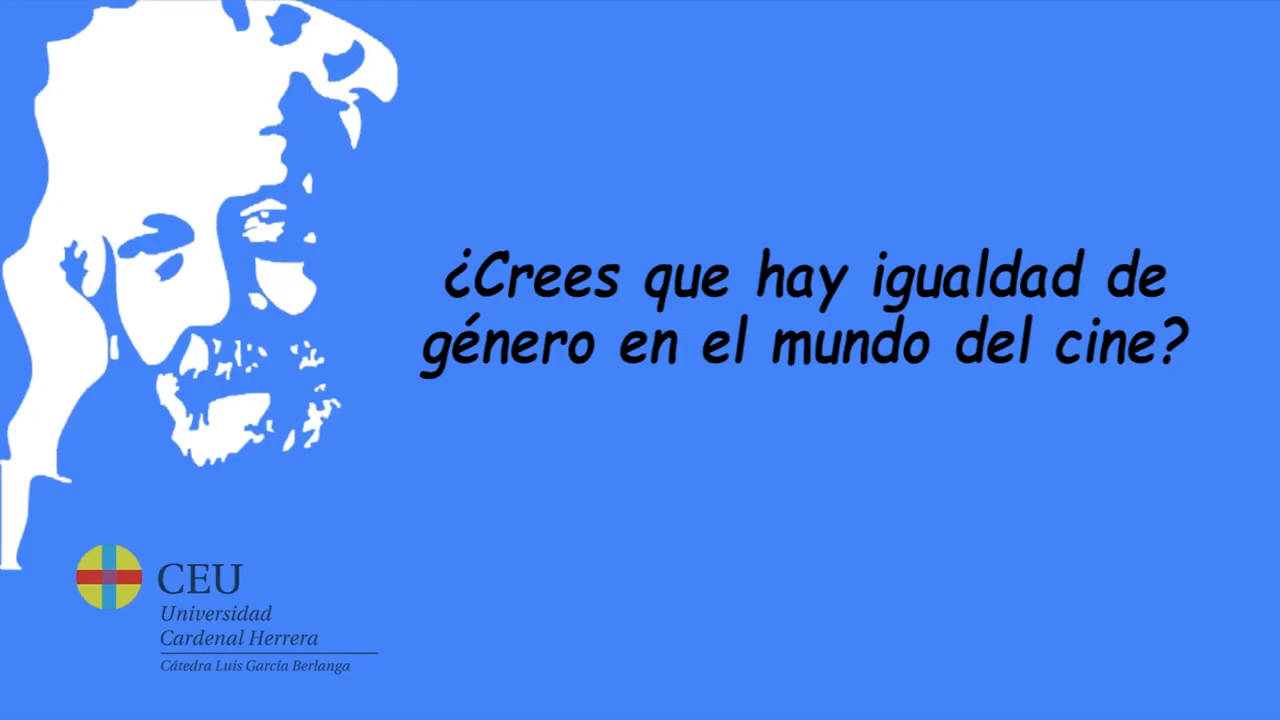 ¿Crees que hay igualdad de
género en el mundo del cine?
CEU
Universidad
Cardenal Herrera
Cátedra Luis García Berlanga